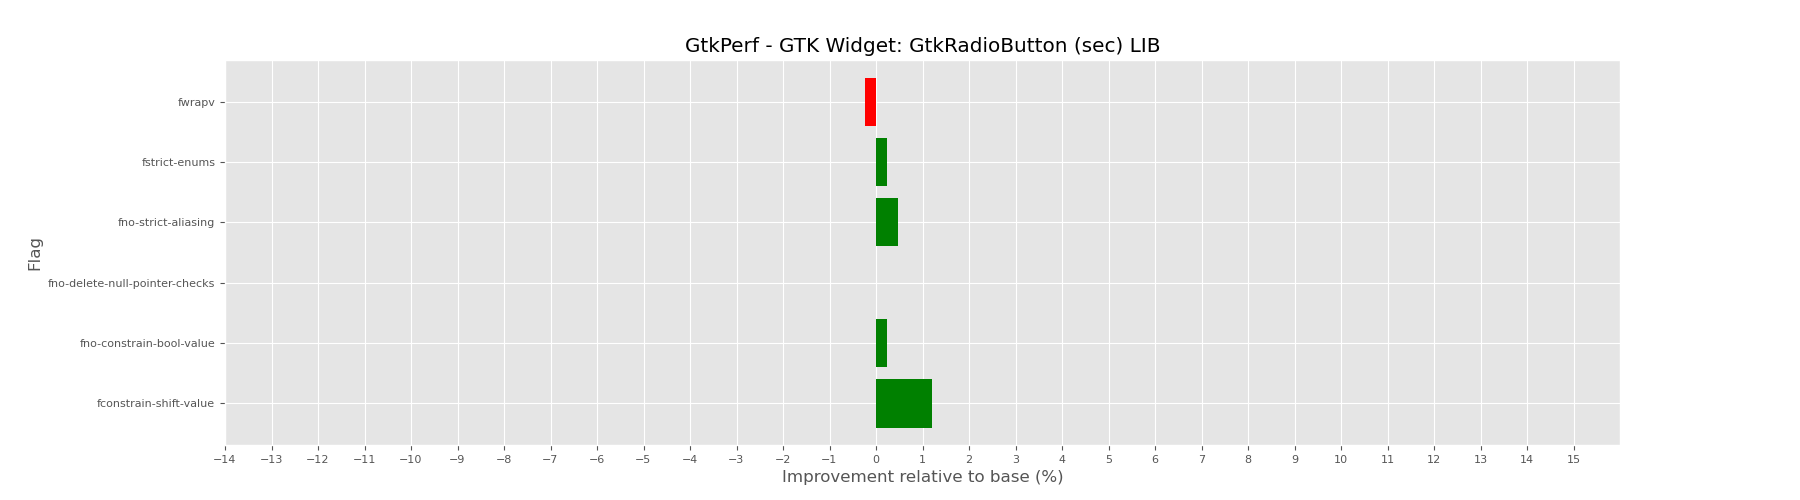 GtkPerf - GTK Widget: GtkRadioButton (sec) LIB
Flag
fwrapv
fstrict-enums
fno-strict-aliasing
fno-delete-null-pointer-checks
fno-constrain-bool-value
fconstrain-shift-value
−14 −13 −12 −11 −10 −9 −8 −7 −6 −5 −4 −3 −2 −1 0 1 2 3 4 5 6 7 8 9 10 11 12 13 14 15
Improvement relative to base (%)